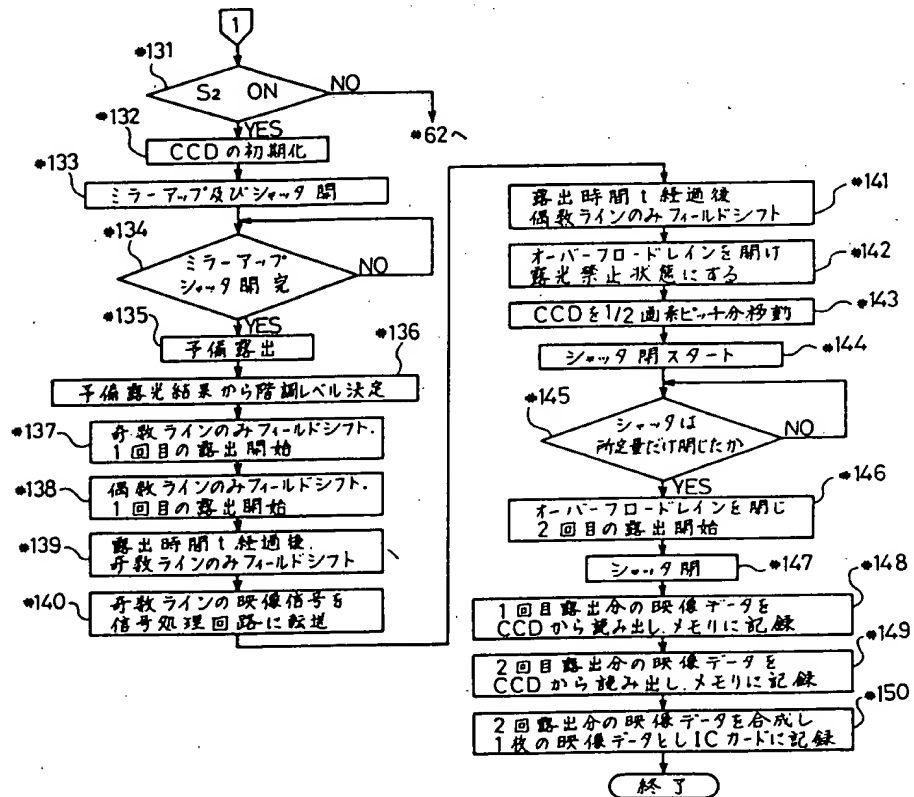 1
*131
S2 ON
NO
YES
*62へ
*132
CCDの初期化
*133
ミラーアップ及びシャッタ開
*134
ミラーアップ
シャッタ開完
NO
YES
*135
予備露出
*136
予備露光結果から階調レベル決定
*137
奇数ラインのみフィールドシフト.
1回目の露出開始
*138
偶数ラインのみフィールドシフト.
1回目の露出開始
*139
露出時間t経過後.
奇数ラインのみフィールドシフト
*140
奇数ラインの映像信号を
信号処理回路に転送
*141
露出時間t経過後
偶数ラインのみフィールドシフト
*142
オーバーフロードレインを開け
露光禁止状態にする
*143
CCDを1/2画素ピッチ分移動
*144
シャッタ閉スタート
*145
シャッタは
所定量だけ閉じたか
NO
YES
*146
オーバーフロードレインを閉じ
2回目の露出開始
*147
シャッタ閉
*148
1回目露出分の映像データを
CCDから読み出し.メモリに記録
*149
2回目露出分の映像データを
CCDから読み出し.メモリに記録
*150
2回露出分の映像データを合成し
1枚の映像データとしICカードに記録
終了